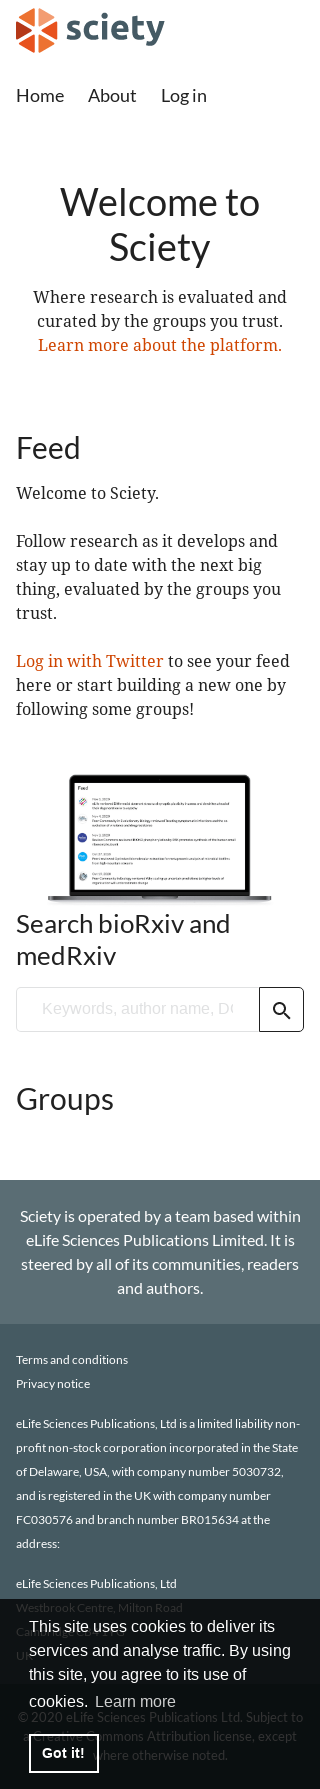 sciety
Home About Log in
Welcome to
Sciety
Where research is evaluated and
curated by the groups you trust.
Learn more about the platform.
Feed
Welcome to Sciety.
Follow research as it develops and
stay up to date with the next big
thing, evaluated by the groups you
trust.
Log in with Twitter to see your feed
here or start building a new one by
following some groups!
Feed
Search bioRxiv and
medRxiv
Keywords, author name, DO
Groups
Sciety is operated by a team based within
eLife Sciences Publications Limited. It is
steered by all of its communities, readers
and authors.
Terms and conditions
Privacy notice
eLife Sciences Publications, Ltd is a limited liability non-
profit non-stock corporation incorporated in the State
of Delaware, USA, with company number 5030732,
and is registered in the UK with company number
FC030576 and branch number BR015634 at the
address:
eLife Sciences Publications, Ltd
Westbrook Centre, Milton Road
This site uses cookies to deliver its
services and analyse traffic. By using
this site, you agree to its use of
cookies. Learn more
© 2020 eLife Sciences Publications Ltd. Subject to
a Creative Commons Attribution license, except
where otherwise noted.
Got it!